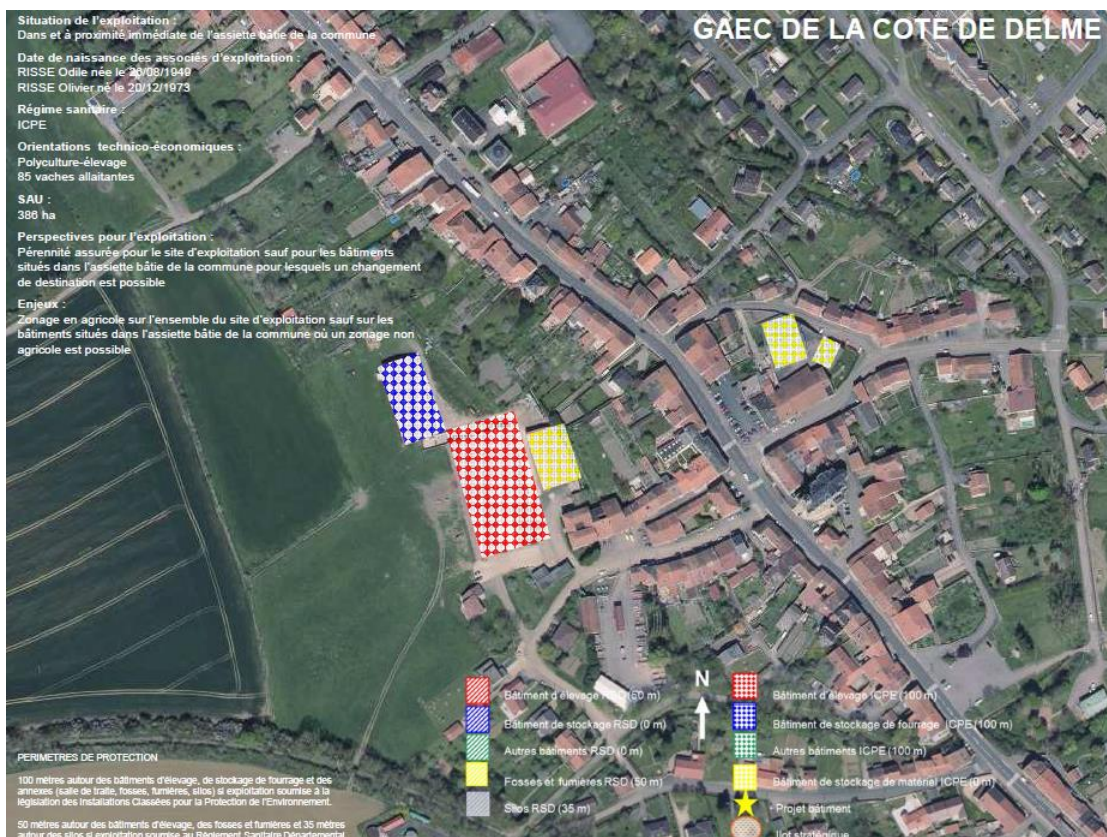 GAEC DE LA COTE DE DELME
Situation de l'exploitation :
Dans et à proximité immédiate de l'assiette bâtie de la commune
Date de naissance des associés d'exploitation :
RISSE Odile née le 26/08/1949
RISSE Olivier né le 20/12/1973
Régime sanitaire :
ICPE
Orientations technico-économiques :
Polyculture-élevage
85 vaches allaitantes
SAU :
386 ha
Perspectives pour l'exploitation :
Pérennité assurée pour le site d'exploitation sauf pour les bâtiments
situés dans l'assiette bâtie de la commune pour lesquels un changement
de destination est possible
Enjeux :
Zonage en agricole sur l'ensemble du site d'exploitation sauf sur les
bâtiments situés dans l'assiette bâtie de la commune où un zonage non
agricole est possible
N
Bâtiment d'élevage RSD (50 m)
Bâtiment de stockage RSD (0 m)
Autres bâtiments RSD (0 m)
Fosses et fumières RSD (50 m)
Silos RSD (35 m)
Bâtiment d'élevage ICPE (100 m)
Bâtiment de stockage de fourrage ICPE (100 m)
Autres bâtiments ICPE (100 m)
Bâtiment de stockage de matériel ICPE (0 m)
Projet bâtiment
Ilot stratégique
PERIMETRES DE PROTECTION
100 mètres autour des bâtiments d'élevage, de stockage de fourrage et des
annexes (salle de traite, fosses, fumières, silos) si exploitation soumise à la
législation des Installations Classées pour la Protection de l'Environnement.
50 mètres autour des bâtiments d'élevage, des fosses et fumières et 35 mètres
autour des silos si exploitation soumise au Règlement Sanitaire Départemental